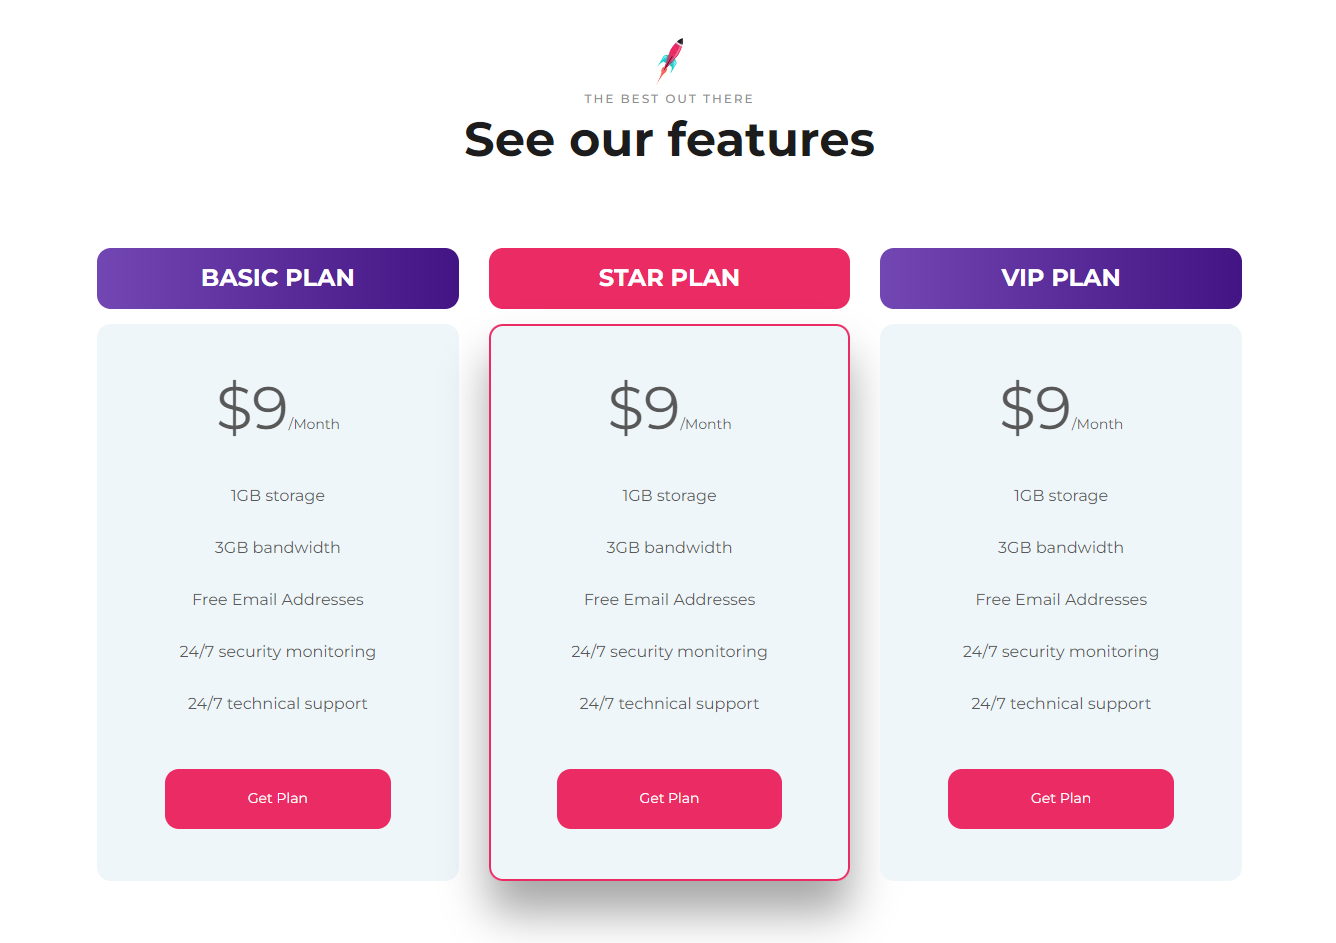 THE BEST OUT THERE
See our features
BASIC PLAN
$9/Month
1GB storage
3GB bandwidth
Free Email Addresses
24/7 security monitoring
24/7 technical support
Get Plan
STAR PLAN
$9/Month
1GB storage
3GB bandwidth
Free Email Addresses
24/7 security monitoring
24/7 technical support
Get Plan
VIP PLAN
$9/Month
1GB storage
3GB bandwidth
Free Email Addresses
24/7 security monitoring
24/7 technical support
Get Plan